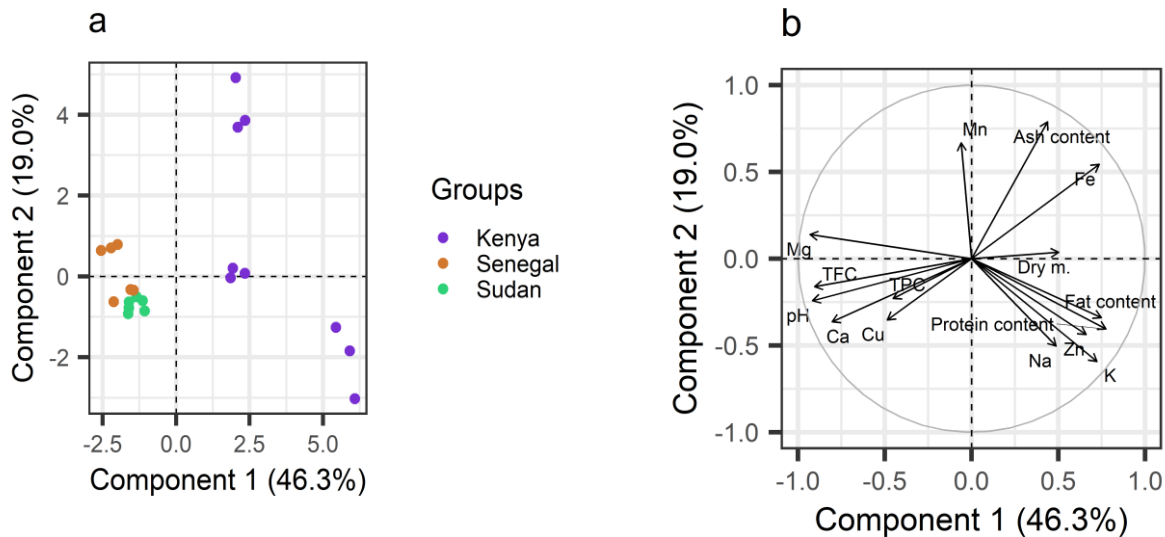 a
Component 2 (19.0%)
4
2
0
-2
-2.5
0.0
2.5
5.0
Component 1 (46.3%)
Groups
Kenya
Senegal
Sudan
b
Component 2 (19.0%)
1.0
0.5
0.0
-0.5
-1.0
Mn
Ash content
Fe
Mg
TFC
TPC
Dry m.
pH
Ca
Cu
Protein content
Fat content
Na
Zn
K
-1.0
-0.5
0.0
0.5
1.0
Component 1 (46.3%)